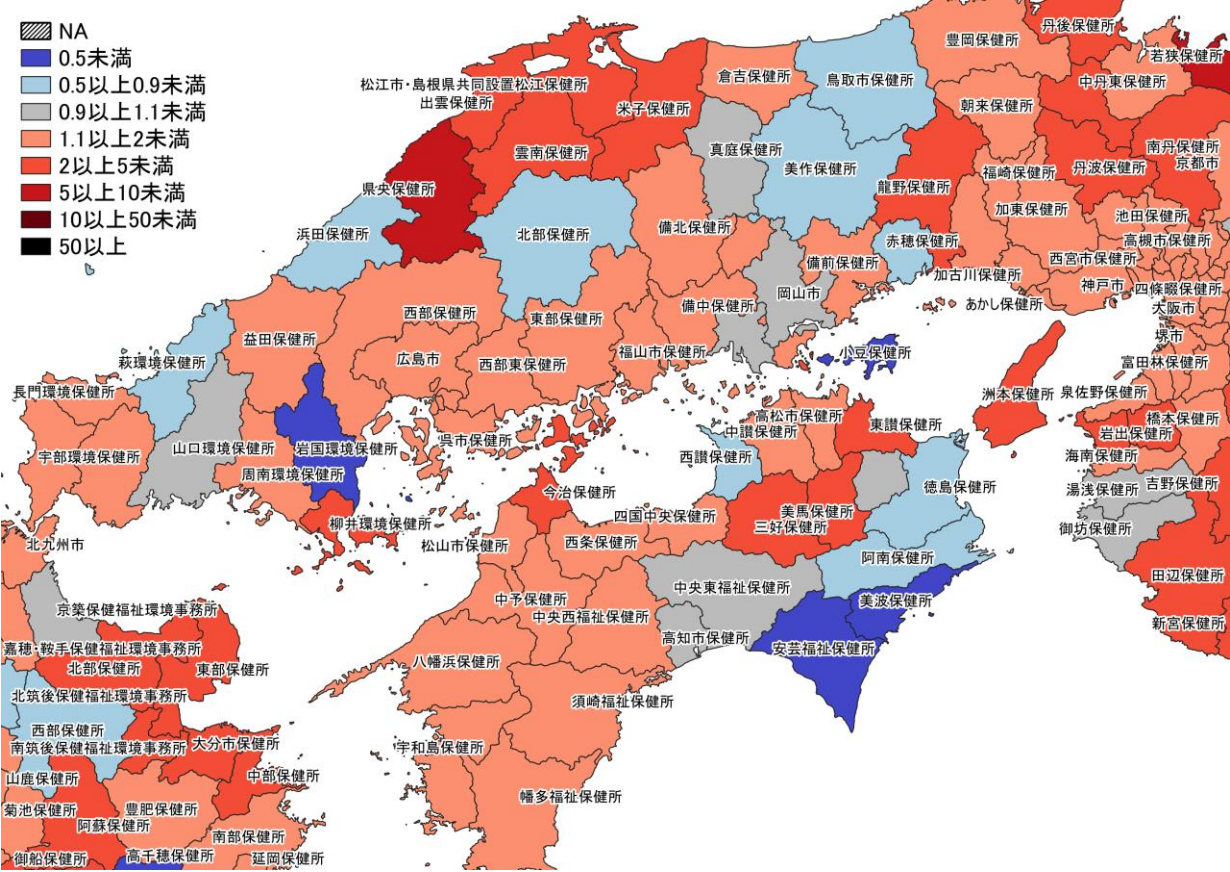 NA
0.5未満
0.5以上0.9未満
0.9以上1.1未満
1.1以上2未満
2以上5未満
5以上10未満
10以上50未満
50以上
丹後保健所
豊岡保健所
若狭保健所
倉吉保健所
鳥取市保健所
中丹東保健所
松江市・島根県共同設置松江保健所
出雲保健所
米子保健所
朝来保健所
真庭保健所
雲南保健所
美作保健所
南丹保健所
京都市
丹波保健所
福崎保健所
龍野保健所
県央保健所
加東保健所
池田保健所
浜田保健所
北部保健所
備北保健所
赤穂保健所
高槻市保健所
備前保健所
西宮市保健所
加古川保健所
神戸市
四條畷保健所
岡山市
あかし保健所
大阪市
西部保健所
東部保健所
備中保健所
堺市
益田保健所
広島市
西部東保健所
福山市保健所
小豆保健所
萩環境保健所
富田林保健所
長門環境保健所
洲本保健所
泉佐野保健所
高松市保健所
橋本保健所
中讃保健所
東讃保健所
岩出保健所
呉市保健所
山口環境保健所
岩国環境保健所
宇部環境保健所
西讃保健所
海南保健所
周南環境保健所
徳島保健所
吉野保健所
湯浅保健所
今治保健所
美馬保健所
四国中央保健所
三好保健所
柳井環境保健所
御坊保健所
北九州市
松山市保健所
西条保健所
阿南保健所
田辺保健所
中央東福祉保健所
中予保健所
美波保健所
京築保健福祉環境事務所
中央西福祉保健所
新宮保健所
高知市保健所
嘉穂・鞍手保健福祉環境事務所
安芸福祉保健所
北部保健所
東部保健所
八幡浜保健所
北筑後保健福祉環境事務所
須崎福祉保健所
西部保健所
南筑後保健福祉環境事務所
大分市保健所
宇和島保健所
山鹿保健所
中部保健所
幡多福祉保健所
菊池保健所
豊肥保健所
阿蘇保健所
南部保健所
御船保健所
高千穂保健所
延岡保健所